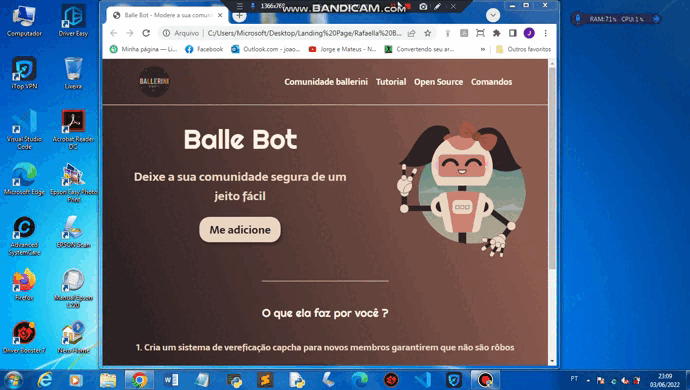 1366x768
www.BANDICAM.com
RAM:71% CPU:1%
Balle Bot - Modere a sua comuni
Arquivo
C:/Users/Microsoft/Desktop/Landing%20Page/Rafaella%20B...
Minha página — Li...
Facebook
Outlook.com - joao...
Jorge e Mateus - N...
Convertendo seu ar...
Outros favoritos
BALLERINI
Comunidade ballerini
Tutorial
Open Source
Comandos
Balle Bot
Deixe a sua comunidade segura de um
jeito fácil
Me adicione
O que ela faz por você ?
1. Cria um sistema de vereficação capcha para novos membros garantirem que não são rôbos
Computador
Driver Easy
iTop VPN
Lixeira
Visual Studio
Code
Acrobat Reader
DC
Microsoft Edge
Epson Easy Photo
Print
Advanced
SystemCare
EPSON Scan
Firefox
Manual Epson
Driver Booster 7
Nero Home
PT
23:09
03/06/2022